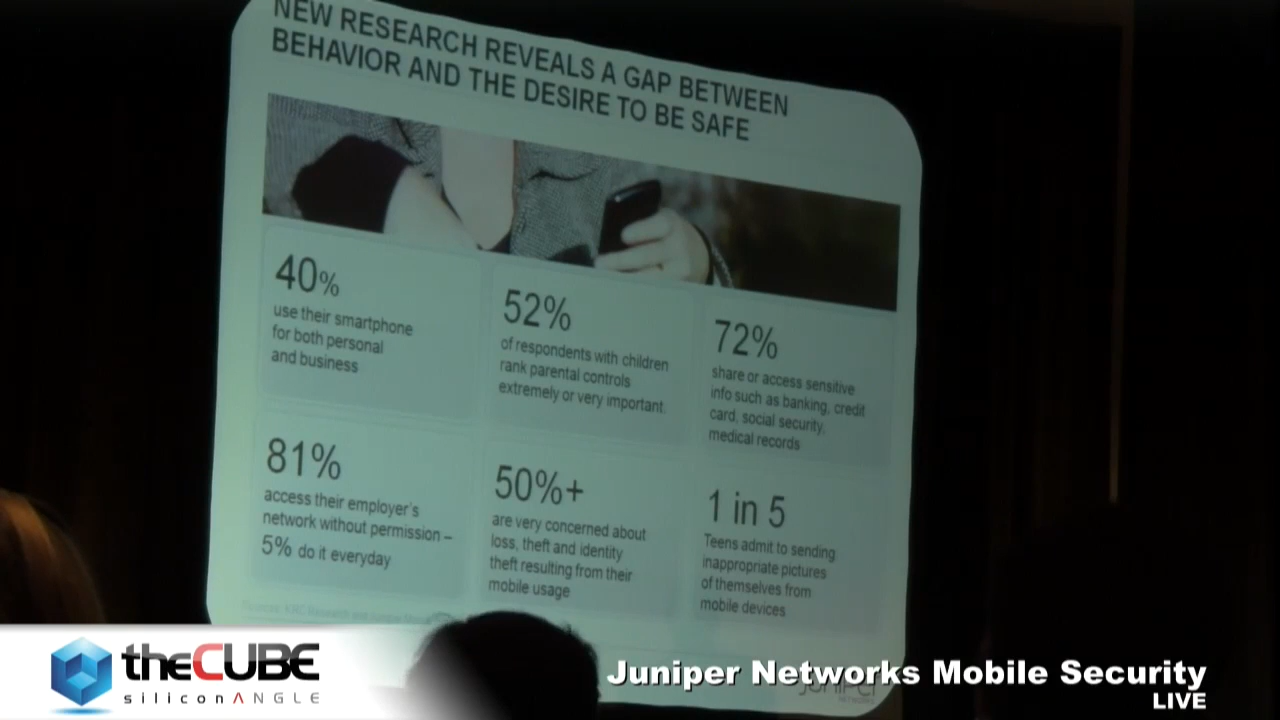 NEW RESEARCH REVEALS A GAP BETWEEN
BEHAVIOR AND THE DESIRE TO BE SAFE
40%
use their smartphone
for both personal
and business
52%
of respondents with children
rank parental controls
extremely or very important.
72%
share or access sensitive
info such as banking, credit
card, social security,
medical records
81%
access their employer's
network without permission –
5% do it everyday
50%+
are very concerned about
loss, theft and identity
theft resulting from their
mobile usage
1 in 5
Teens admit to sending
inappropriate pictures
of themselves from
mobile devices
theCUBE
siliconANGLE
Juniper Networks Mobile Security
LIVE